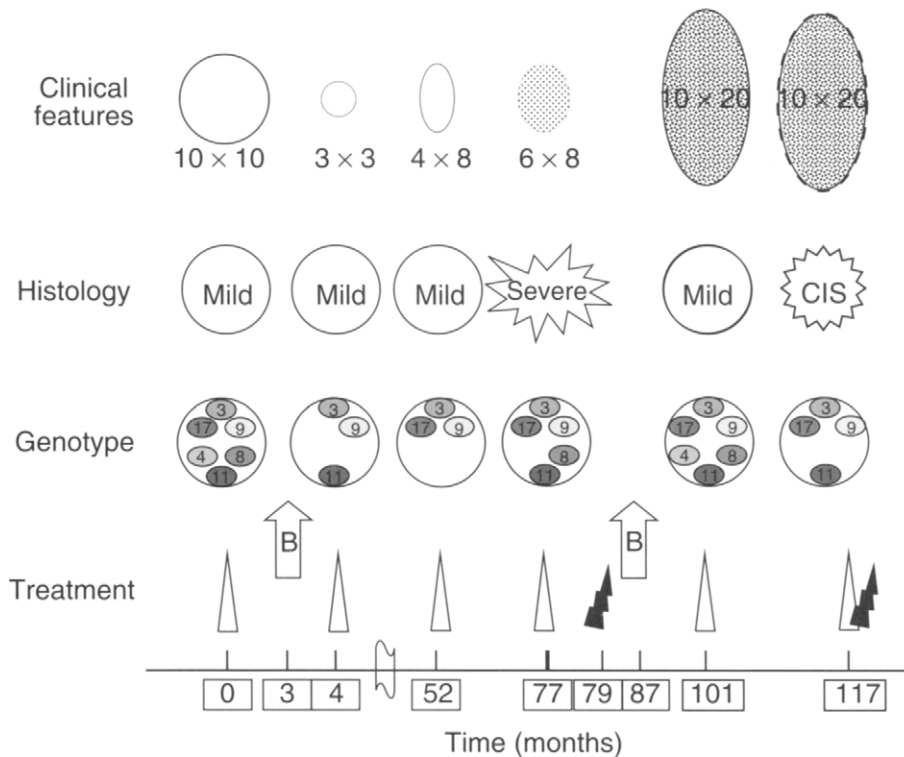 Clinical
features
10 × 10
3 × 3
4 × 8
6 × 8
10 × 20
10 × 20
Histology
Mild
Mild
Mild
Severe
Mild
CIS
Genotype
3
17 9
4 8
11
3
9
11
3
17 9
3
17 9
8
11
3
17 9
4 8
11
3
17 9
11
B
B
Treatment
0 3 4 52 77 79 87 101 117
Time (months)